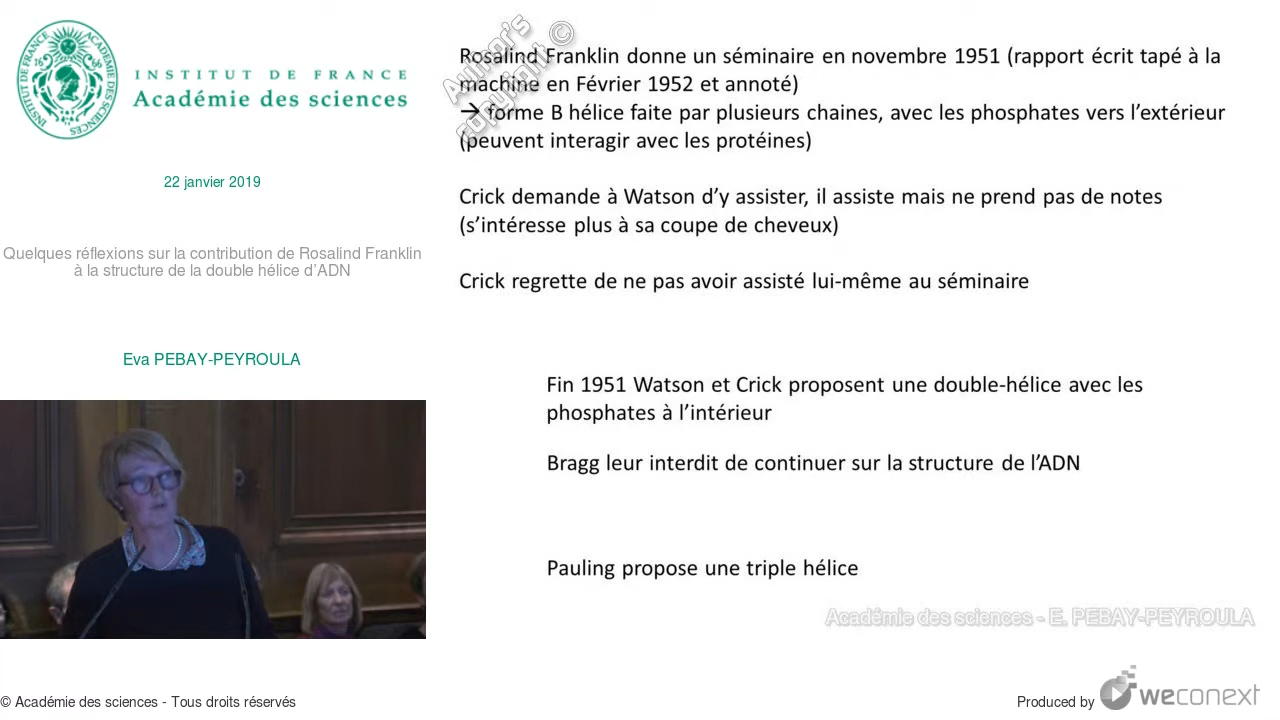 INSTITUT DE FRANCE
Académie des sciences
22 janvier 2019
Quelques réflexions sur la contribution de Rosalind Franklin
à la structure de la double hélice d'ADN
Eva PEBAY-PEYROULA
Author's
copyright ©
Rosalind Franklin donne un séminaire en novembre 1951 (rapport écrit tapé à la
machine en Février 1952 et annoté)
→ forme B hélice faite par plusieurs chaines, avec les phosphates vers l'extérieur
(peuvent interagir avec les protéines)
Crick demande à Watson d'y assister, il assiste mais ne prend pas de notes
(s'intéresse plus à sa coupe de cheveux)
Crick regrette de ne pas avoir assisté lui-même au séminaire
Fin 1951 Watson et Crick proposent une double-hélice avec les
phosphates à l'intérieur
Bragg leur interdit de continuer sur la structure de l'ADN
Pauling propose une triple hélice
Académie des sciences - E. PEBAY-PEYROULA
© Académie des sciences - Tous droits réservés
Produced by weconext